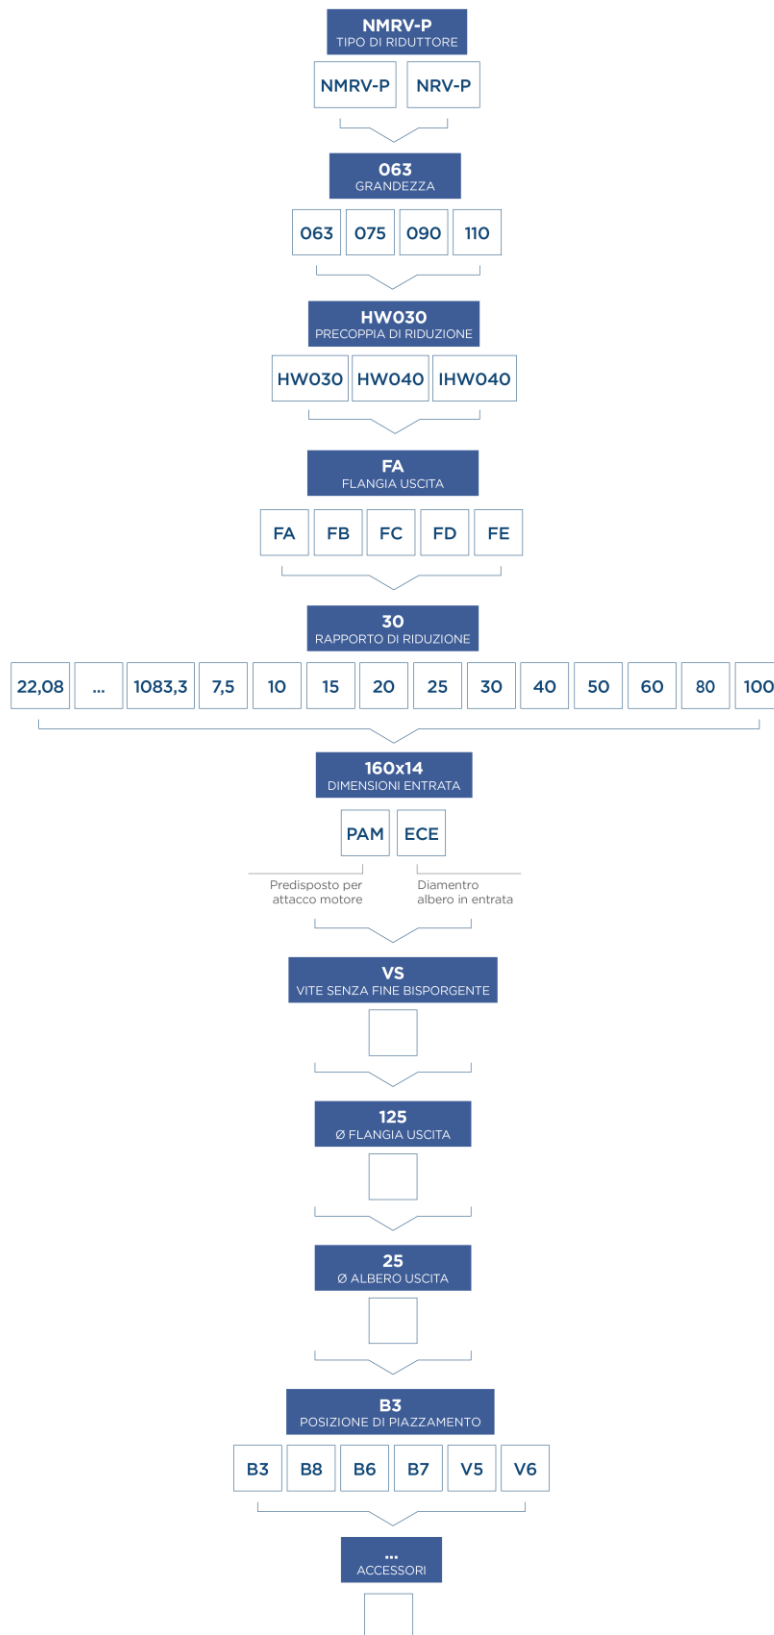 NMRV-P
TIPO DI RIDUTTORE
NMRV-P NRV-P
063
GRANDEZZA
063 075 090 110
HW030
PRECOPPIA DI RIDUZIONE
HW030 HW040 IHW040
FA
FLANGIA USCITA
FA FB FC FD FE
30
RAPPORTO DI RIDUZIONE
22,08 ... 1083,3 7,5 10 15 20 25 30 40 50 60 80 100
160x14
DIMENSIONI ENTRATA
PAM ECE
Predisposto per Diamentro
attacco motore albero in entrata
VS
VITE SENZA FINE BISPORGENTE
125
Ø FLANGIA USCITA
25
Ø ALBERO USCITA
B3
POSIZIONE DI PIAZZAMENTO
B3 B8 B6 B7 V5 V6
...
ACCESSORI